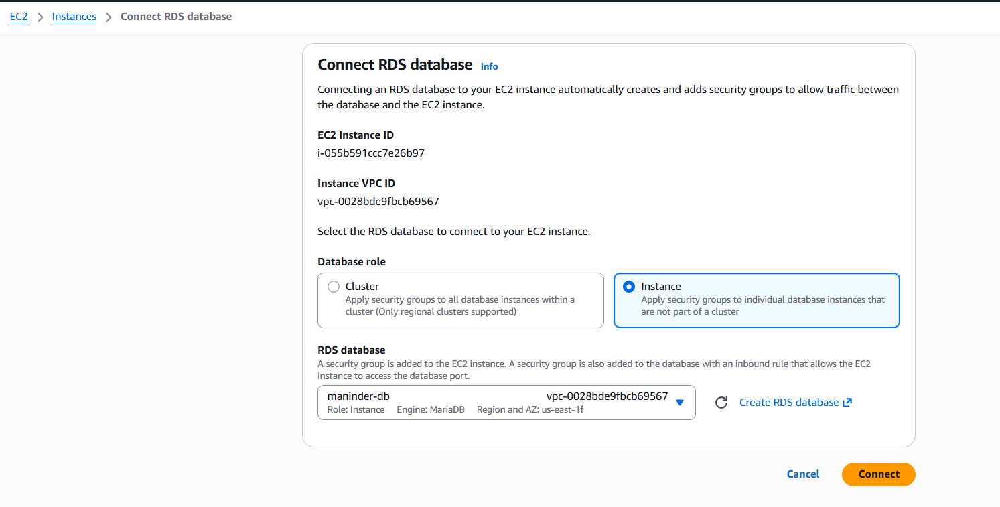 EC2 > Instances > Connect RDS database
Connect RDS database Info
Connecting an RDS database to your EC2 instance automatically creates and adds security groups to allow traffic between
the database and the EC2 instance.
EC2 Instance ID
i-055b591ccc7e26b97
Instance VPC ID
vpc-0028bde9fbcb69567
Select the RDS database to connect to your EC2 instance.
Database role
Cluster
Apply security groups to all database instances within a
cluster (Only regional clusters supported)
Instance
Apply security groups to individual database instances that
are not part of a cluster
RDS database
A security group is added to the EC2 instance. A security group is also added to the database with an inbound rule that allows the EC2
instance to access the database port.
maninder-db vpc-0028bde9fbcb69567
Role: Instance Engine: MariaDB Region and AZ: us-east-1f
Create RDS database
Cancel Connect